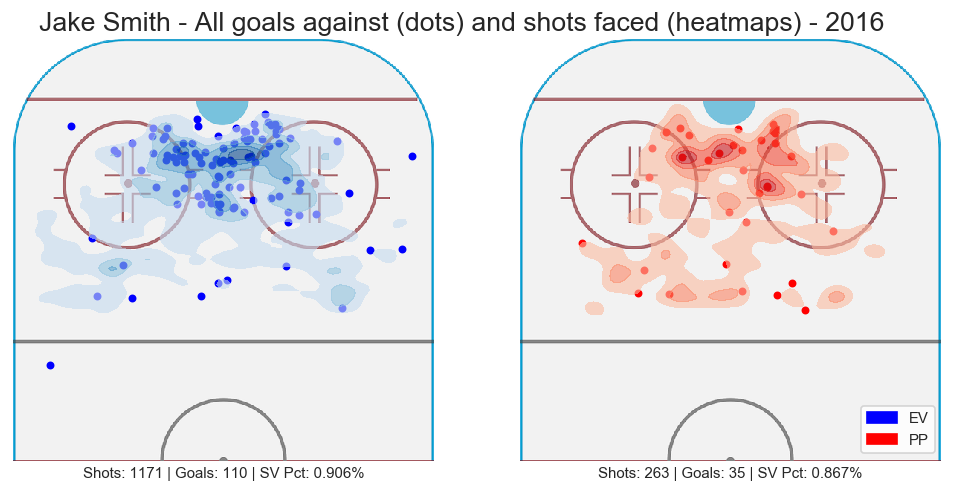 Jake Smith - All goals against (dots) and shots faced (heatmaps) - 2016
EV
PP
Shots: 1171 | Goals: 110 | SV Pct: 0.906%
Shots: 263 | Goals: 35 | SV Pct: 0.867%